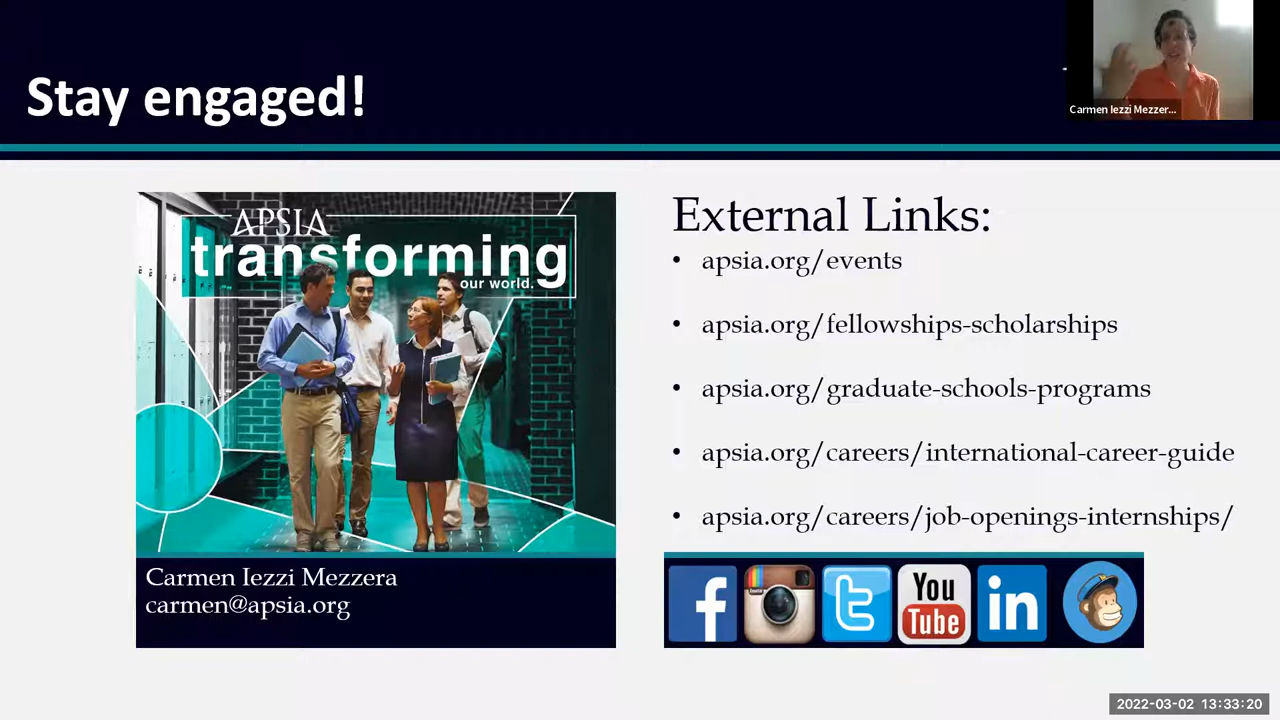 Stay engaged!
Carmen Iezzi Mezzer...
APSIA
transforming
our world.
External Links:
• apsia.org/events
• apsia.org/fellowships-scholarships
• apsia.org/graduate-schools-programs
• apsia.org/careers/international-career-guide
• apsia.org/careers/job-openings-internships/
Carmen Iezzi Mezzera
carmen@apsia.org
f
t
You
Tube
in
2022-03-02 13:33:20